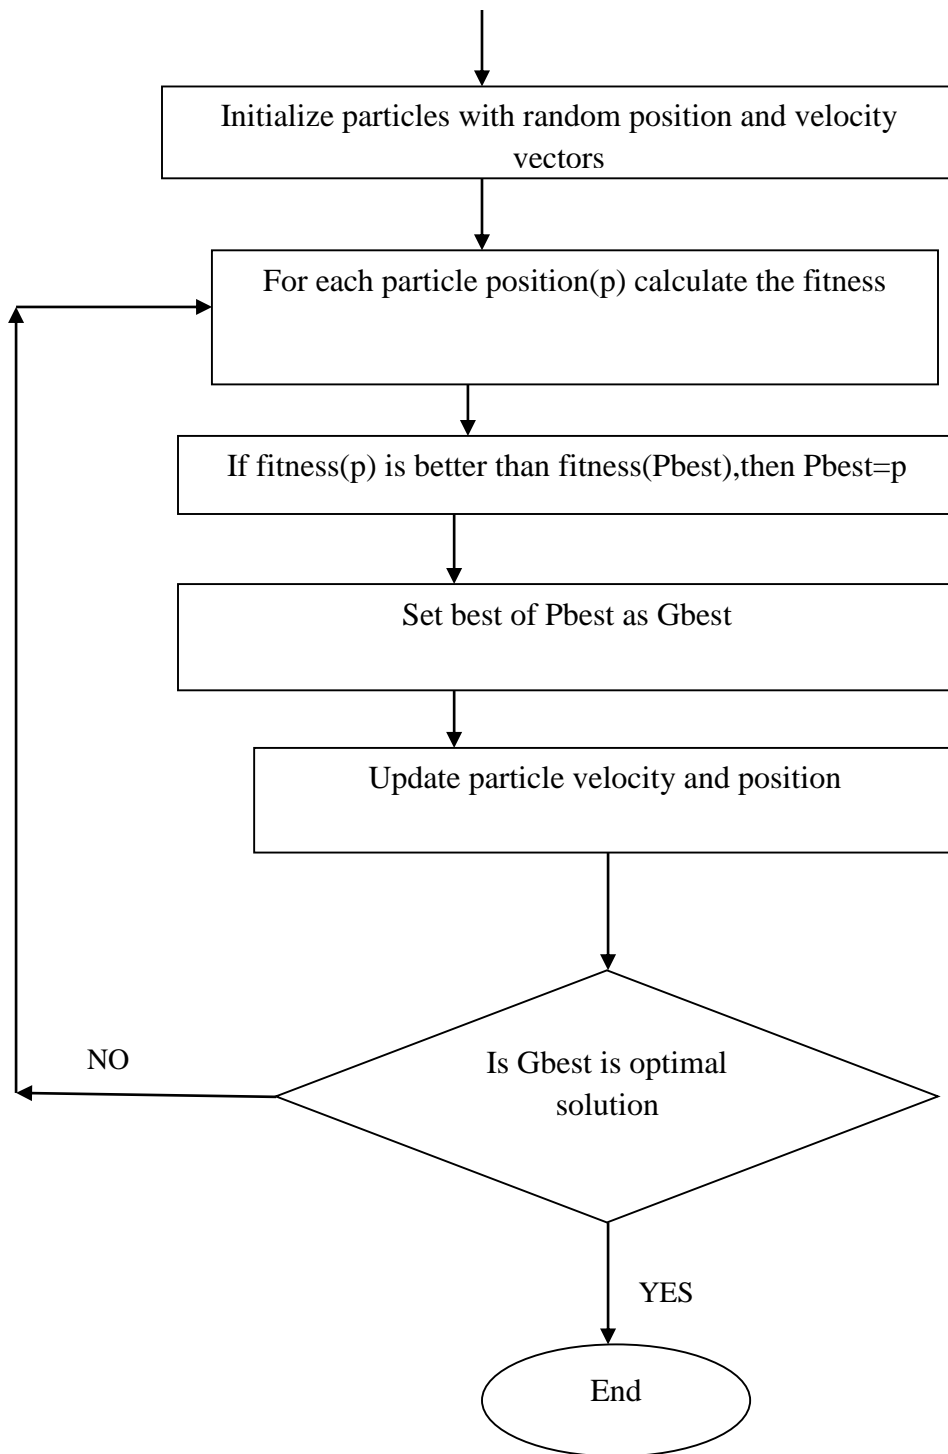 Initialize particles with random position and velocity
vectors
For each particle position(p) calculate the fitness
If fitness(p) is better than fitness(Pbest),then Pbest=p
Set best of Pbest as Gbest
Update particle velocity and position
NO
Is Gbest is optimal
solution
YES
End